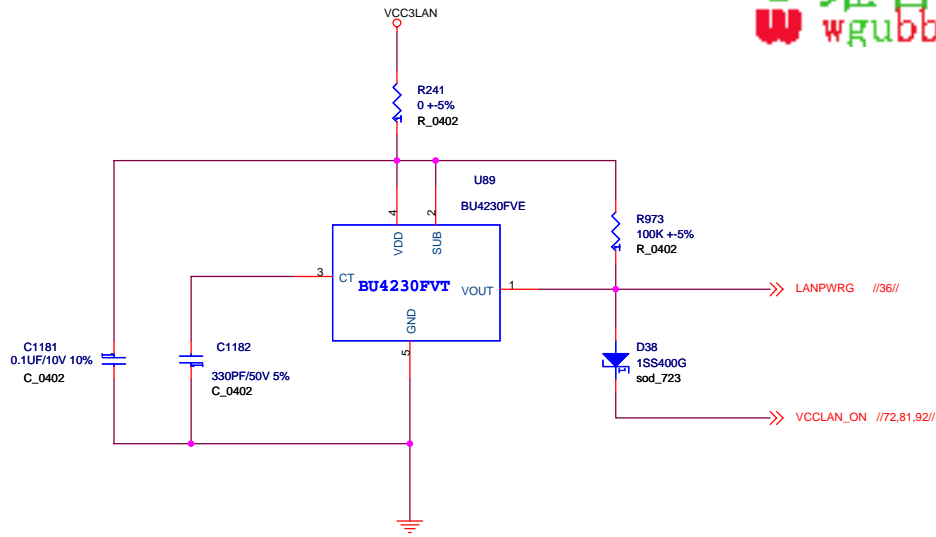 VCC3LAN
wgubb
R241
0 +-5%
R_0402
U89
BU4230FVE
4
2
VDD
SUB
R973
100K +-5%
R_0402
3
CT
BU4230FVT
VOUT
1
LANPWRG //36//
GND
5
C1181
0.1UF/10V 10%
C_0402
C1182
330PF/50V 5%
C_0402
D38
1SS400G
sod_723
VCCLAN_ON //72,81,92//